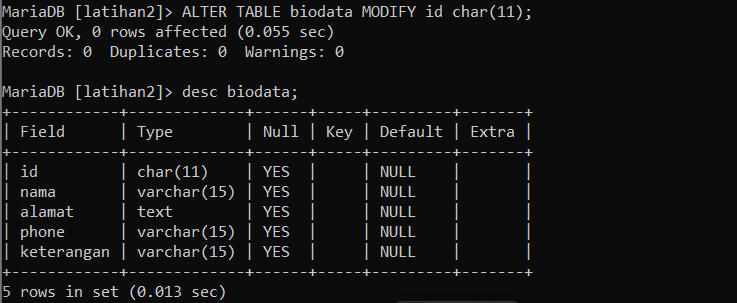 MariaDB [latihan2]> ALTER TABLE biodata MODIFY id char(11);
Query OK, 0 rows affected (0.055 sec)
Records: 0  Duplicates: 0  Warnings: 0

MariaDB [latihan2]> desc biodata;
+------------+-------------+------+-----+---------+-------+
| Field      | Type        | Null | Key | Default | Extra |
+------------+-------------+------+-----+---------+-------+
| id         | char(11)    | YES  |     | NULL    |       |
| nama       | varchar(15) | YES  |     | NULL    |       |
| alamat     | text        | YES  |     | NULL    |       |
| phone      | varchar(15) | YES  |     | NULL    |       |
| keterangan | varchar(15) | YES  |     | NULL    |       |
+------------+-------------+------+-----+---------+-------+
5 rows in set (0.013 sec)